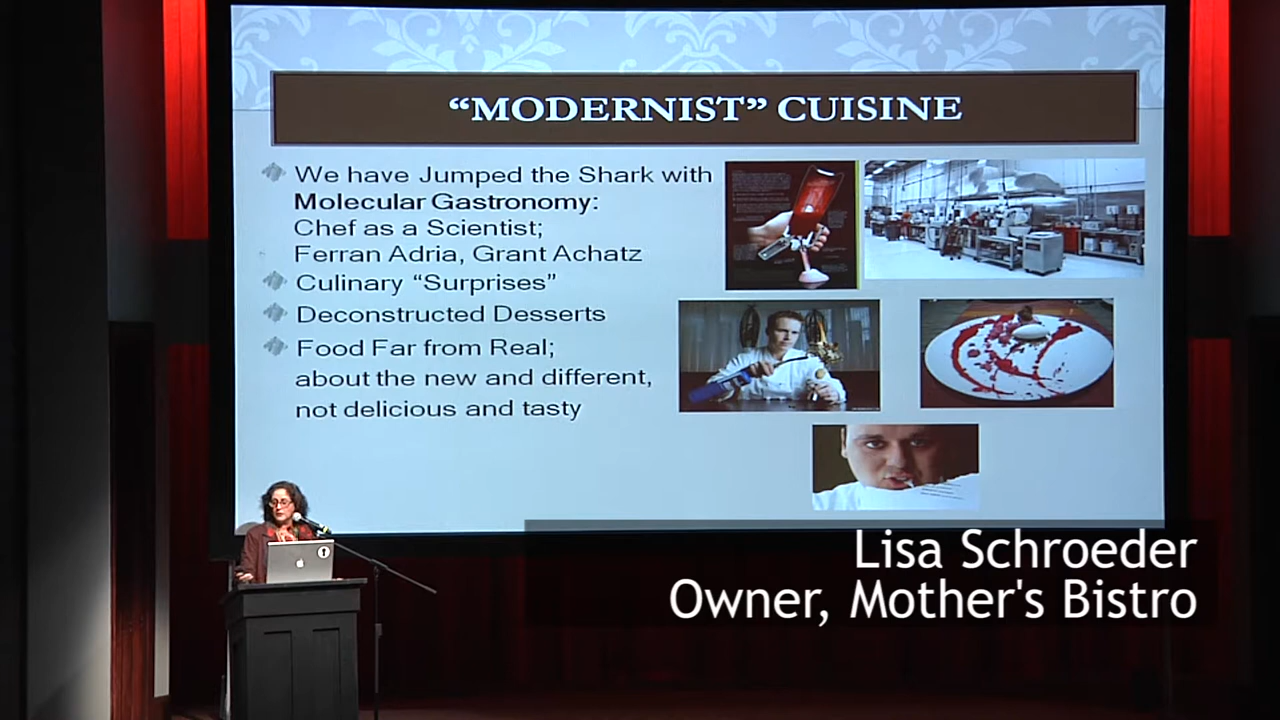 “MODERNIST” CUISINE
We have Jumped the Shark with
Molecular Gastronomy:
Chef as a Scientist;
Ferran Adria, Grant Achatz
Culinary “Surprises”
Deconstructed Desserts
Food Far from Real;
about the new and different,
not delicious and tasty
Lisa Schroeder
Owner, Mother's Bistro